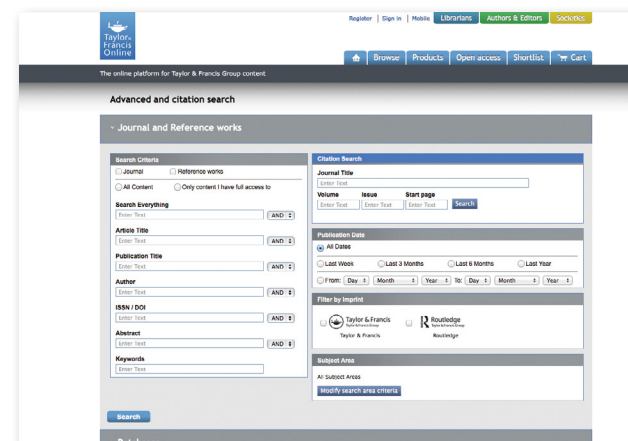 Register | Sign in | Mobile Librarians Authors & Editors Societies
Taylor & Francis Online
Browse Products Open access Shortlist Cart
The online platform for Taylor & Francis Group content
Advanced and citation search
Journal and Reference works
Search Criteria
Journal Reference works
All Content Only content I have full access to
Search Everything
Enter Text AND
Article Title
Enter Text AND
Publication Title
Enter Text AND
Author
Enter Text AND
ISSN / DOI
Enter Text AND
Abstract
Enter Text AND
Keywords
Enter Text
Search
Citation Search
Journal Title
Enter Text
Volume Issue Start page
Enter Text Enter Text Enter Text Search
Publication Date
All Dates
Last Week Last 3 Months Last 6 Months Last Year
From: Day Month Year To: Day Month Year
Filter by Imprint
Taylor & Francis Routledge
Taylor & Francis Group Taylor & Francis Group
Taylor & Francis Routledge
Subject Area
All Subject Areas
Modify search area criteria